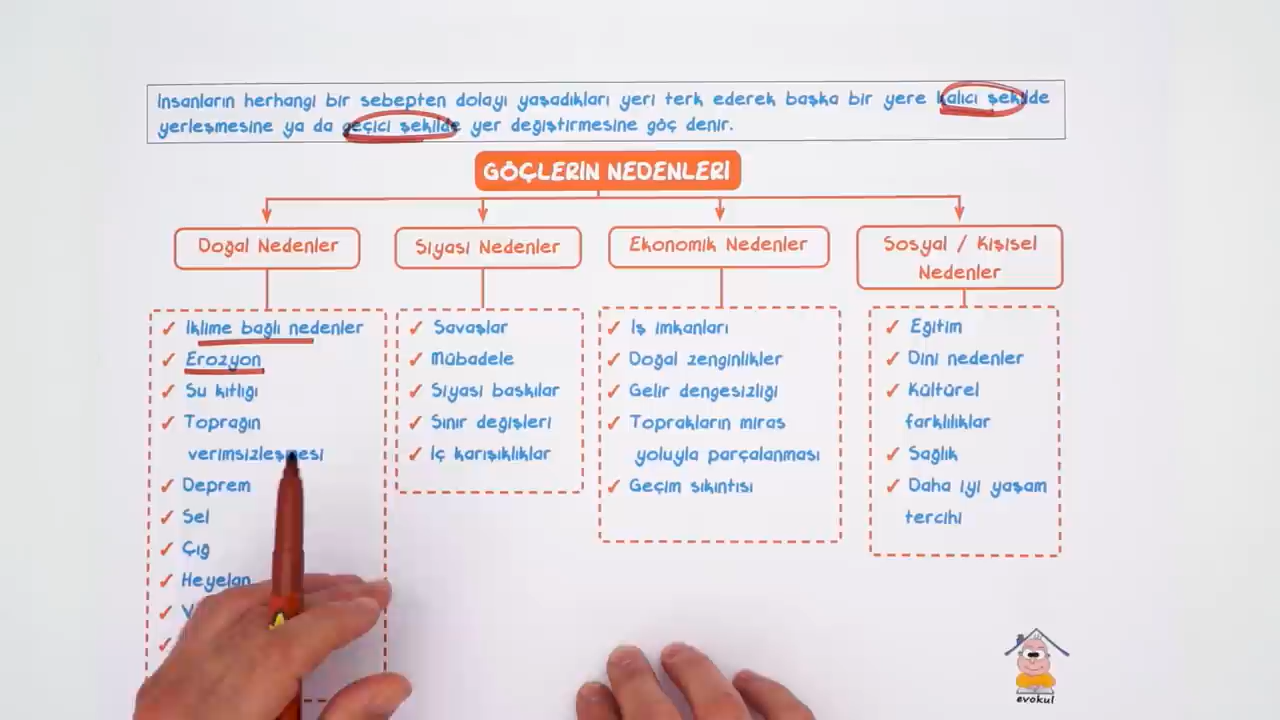 İnsanların herhangi bir sebepten dolayı yaşadıkları yeri terk ederek başka bir yere kalıcı şekilde
yerleşmesine ya da geçici şekilde yer değiştirmesine göç denir.
GÖÇLERİN NEDENLERİ
Doğal Nedenler
Siyasi Nedenler
Ekonomik Nedenler
Sosyal / Kişisel
Nedenler
✓ İklime bağlı nedenler
✓ Erozyon
✓ Su kıtlığı
✓ Toprağın
verimsizleşmesi
✓ Deprem
✓ Sel
✓ Çığ
✓ Heyelan
✓ Savaşlar
✓ Mübadele
✓ Siyasi baskılar
✓ Sınır değişleri
✓ İç karışıklıklar
✓ İş imkanları
✓ Doğal zenginlikler
✓ Gelir dengesizliği
✓ Toprakların miras
yoluyla parçalanması
✓ Geçim sıkıntısı
✓ Eğitim
✓ Dini nedenler
✓ Kültürel
farklılıklar
✓ Sağlık
✓ Daha iyi yaşam
tercihi
evokul